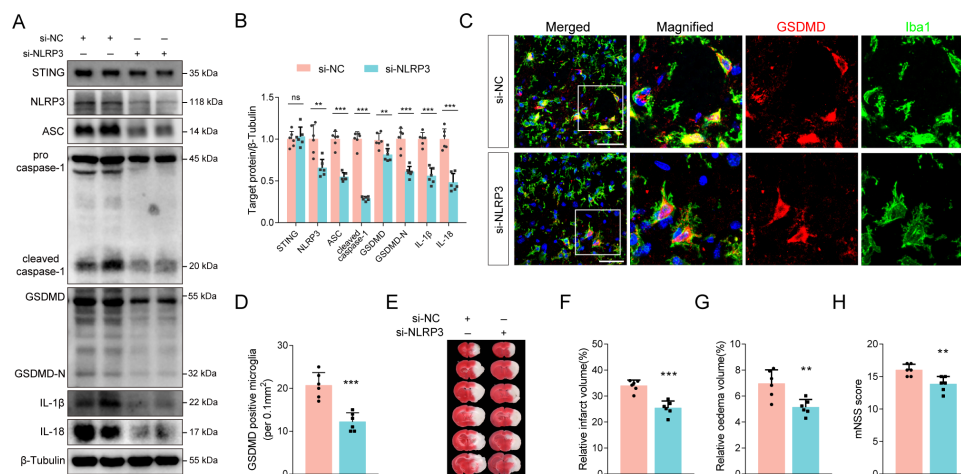 A
si-NC + + – –
si-NLRP3 – – + +
STING 35 kDa
NLRP3 118 kDa
ASC 14 kDa
pro caspase-1 45 kDa
cleaved caspase-1 20 kDa
GSDMD 55 kDa
GSDMD-N 32 kDa
IL-1β 22 kDa
IL-18 17 kDa
β-Tubulin 55 kDa
B
si-NC si-NLRP3
Target protein/β-Tubulin
2.0
1.5
1.0
0.5
0.0
ns ** *** *** ** *** *** ***
STING
NLRP3
ASC
cleaved
caspase-1
GSDMD
GSDMD-N
IL-1β
IL-18
C
Merged Magnified GSDMD Iba1
si-NC
si-NLRP3
D
GSDMD positive microglia
(per 0.1mm²)
30
20
10
0
***
E
si-NC + –
si-NLRP3 – +
F
Relative infarct volume(%)
50
40
30
20
10
0
***
G
Relative oedema volume(%)
10
8
6
4
2
0
**
H
mNSS score
20
15
10
5
0
**